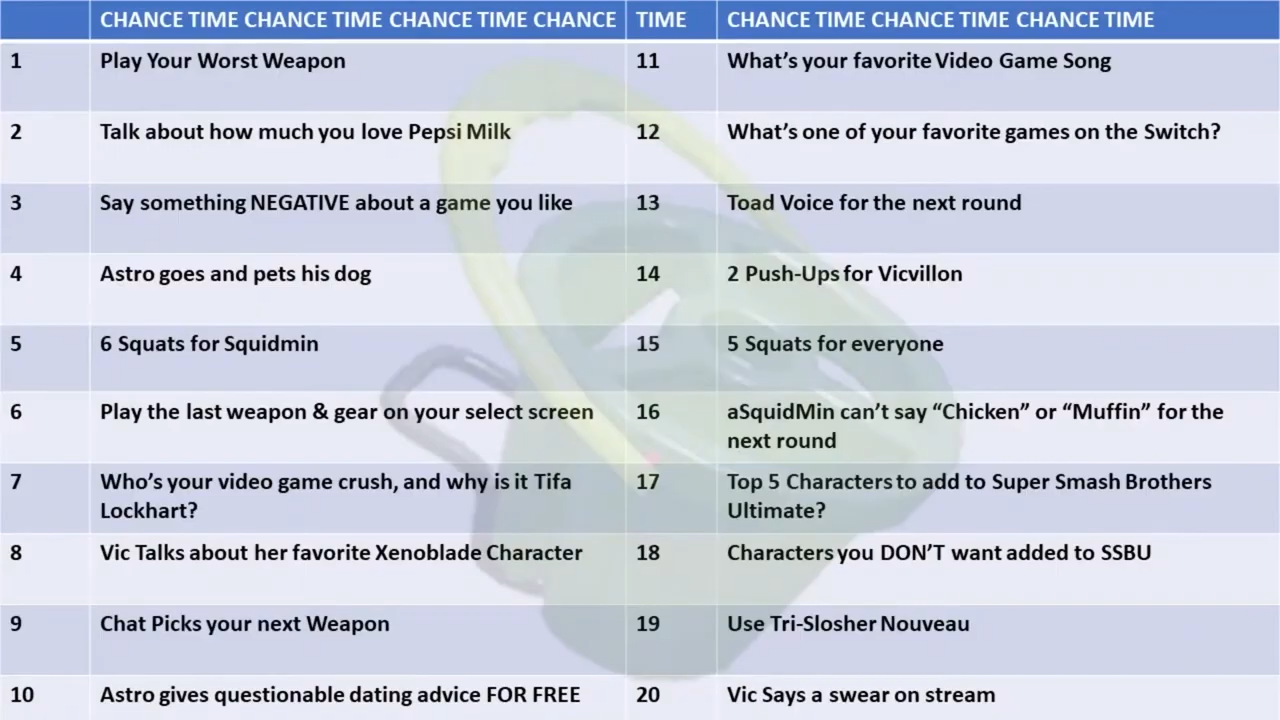 CHANCE TIME CHANCE TIME CHANCE TIME CHANCE TIME CHANCE TIME CHANCE TIME CHANCE TIME
1 Play Your Worst Weapon
11 What's your favorite Video Game Song
2 Talk about how much you love Pepsi Milk
12 What's one of your favorite games on the Switch?
3 Say something NEGATIVE about a game you like
13 Toad Voice for the next round
4 Astro goes and pets his dog
14 2 Push-Ups for Vicvillon
5 6 Squats for Squidmin
15 5 Squats for everyone
6 Play the last weapon & gear on your select screen
16 aSquidMin can't say “Chicken” or “Muffin” for the
next round
7 Who's your video game crush, and why is it Tifa
Lockhart?
17 Top 5 Characters to add to Super Smash Brothers
Ultimate?
8 Vic Talks about her favorite Xenoblade Character
18 Characters you DON'T want added to SSBU
9 Chat Picks your next Weapon
19 Use Tri-Slosher Nouveau
10 Astro gives questionable dating advice FOR FREE
20 Vic Says a swear on stream